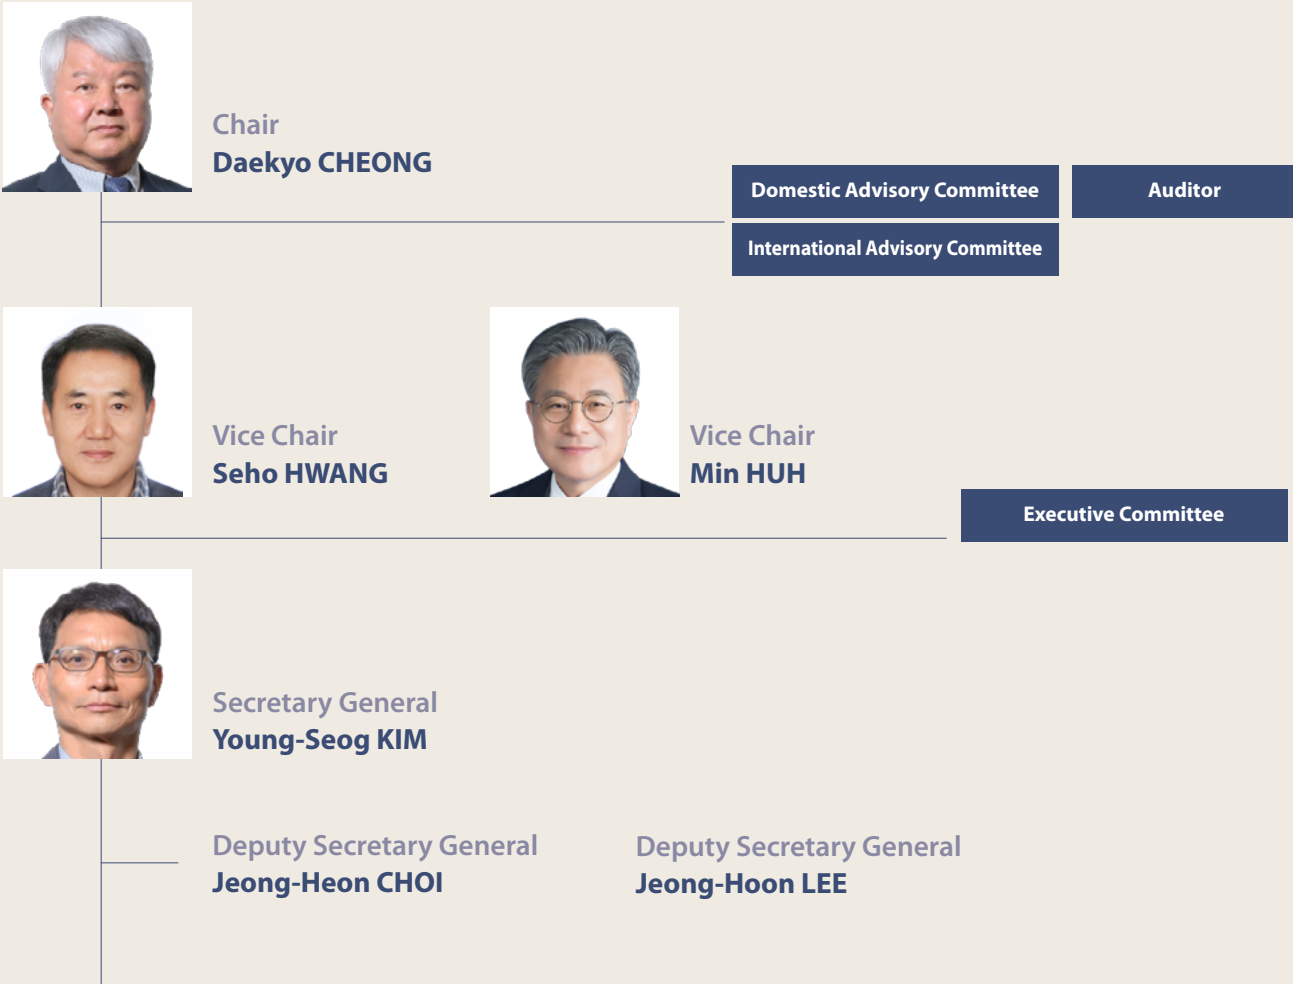 Chair
Daekyo CHEONG
Domestic Advisory Committee
Auditor
International Advisory Committee
Vice Chair
Seho HWANG
Vice Chair
Min HUH
Executive Committee
Secretary General
Young-Seog KIM
Deputy Secretary General
Jeong-Heon CHOI
Deputy Secretary General
Jeong-Hoon LEE